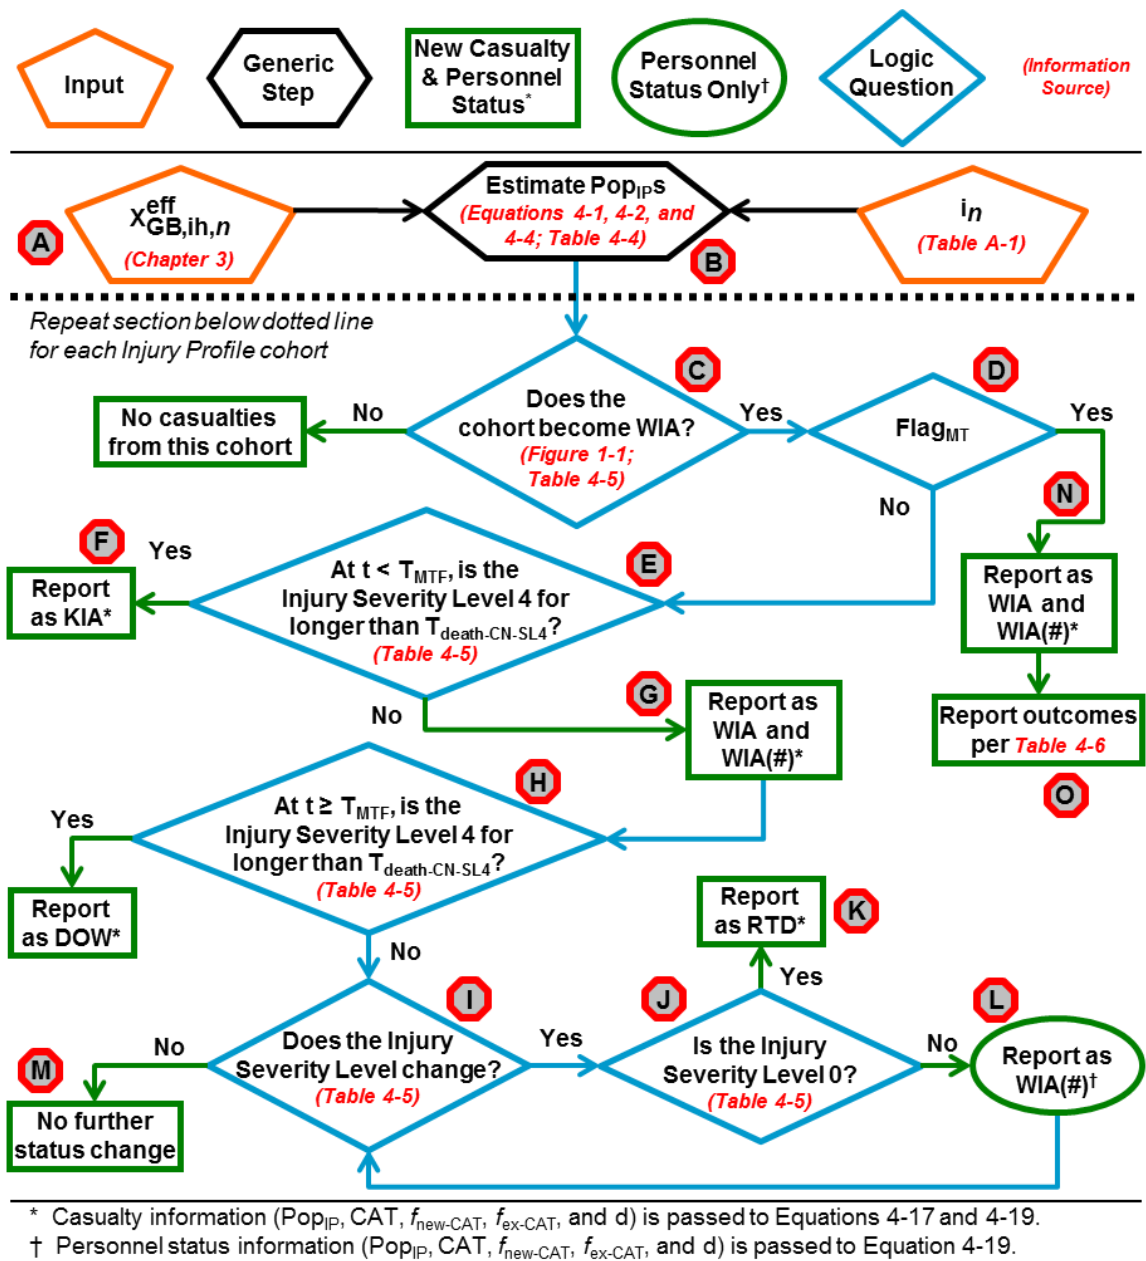 Input
Generic
Step
New Casualty
& Personnel
Status*
Personnel
Status Only†
Logic
Question
(Information
Source)
A
X^eff_GB,ih,n
(Chapter 3)
Estimate Pop_IPs
(Equations 4-1, 4-2, and
4-4; Table 4-4)
B
i_n
(Table A-1)
Repeat section below dotted line
for each Injury Profile cohort
No casualties
from this cohort
No
Does the
cohort become WIA?
(Figure 1-1;
Table 4-5)
C
Yes
D
Flag_MT
Yes
No
N
Report as
WIA and
WIA(#)*
Report outcomes
per Table 4-6
O
F
Yes
Report
as KIA*
At t < T_MTF, is the
Injury Severity Level 4 for
longer than T_death-CN-SL4?
(Table 4-5)
E
No
G
Report as
WIA and
WIA(#)*
H
At t ≥ T_MTF, is the
Injury Severity Level 4 for
longer than T_death-CN-SL4?
(Table 4-5)
Yes
Report
as DOW*
No
I
Does the Injury
Severity Level change?
(Table 4-5)
No
M
No further
status change
Yes
J
Is the Injury
Severity Level 0?
(Table 4-5)
Yes
Report
as RTD*
K
No
L
Report as
WIA(#)†
* Casualty information (Pop_IP, CAT, f_new-CAT, f_ex-CAT, and d) is passed to Equations 4-17 and 4-19.
† Personnel status information (Pop_IP, CAT, f_new-CAT, f_ex-CAT, and d) is passed to Equation 4-19.